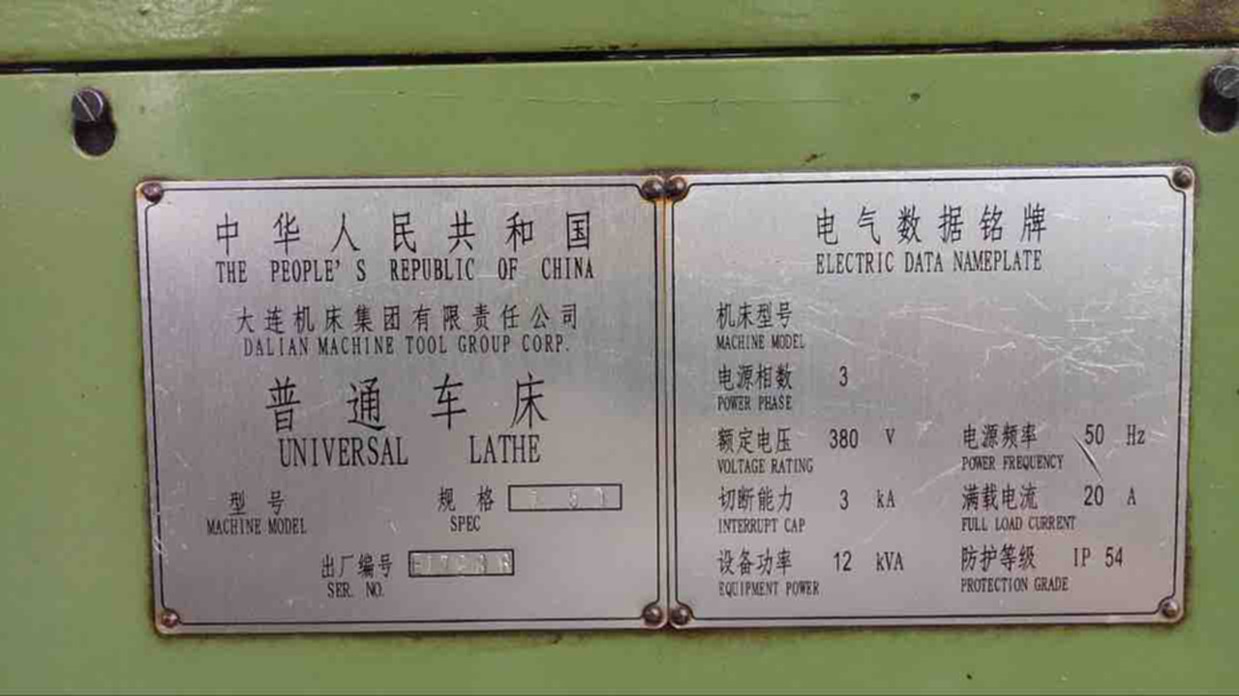 中华人民共和国
THE PEOPLE'S REPUBLIC OF CHINA
大连机床集团有限责任公司
DALIAN MACHINE TOOL GROUP CORP.
普通车床
UNIVERSAL LATHE
型号 规格
MACHINE MODEL SPEC
出厂编号
SER. NO.
电气数据铭牌
ELECTRIC DATA NAMEPLATE
机床型号
MACHINE MODEL
电源相数 3
POWER PHASE
额定电压 380 V 电源频率 50 Hz
VOLTAGE RATING POWER FREQUENCY
切断能力 3 kA 满载电流 20 A
INTERRUPT CAP FULL LOAD CURRENT
设备功率 12 kVA 防护等级 IP 54
EQUIPMENT POWER PROTECTION GRADE